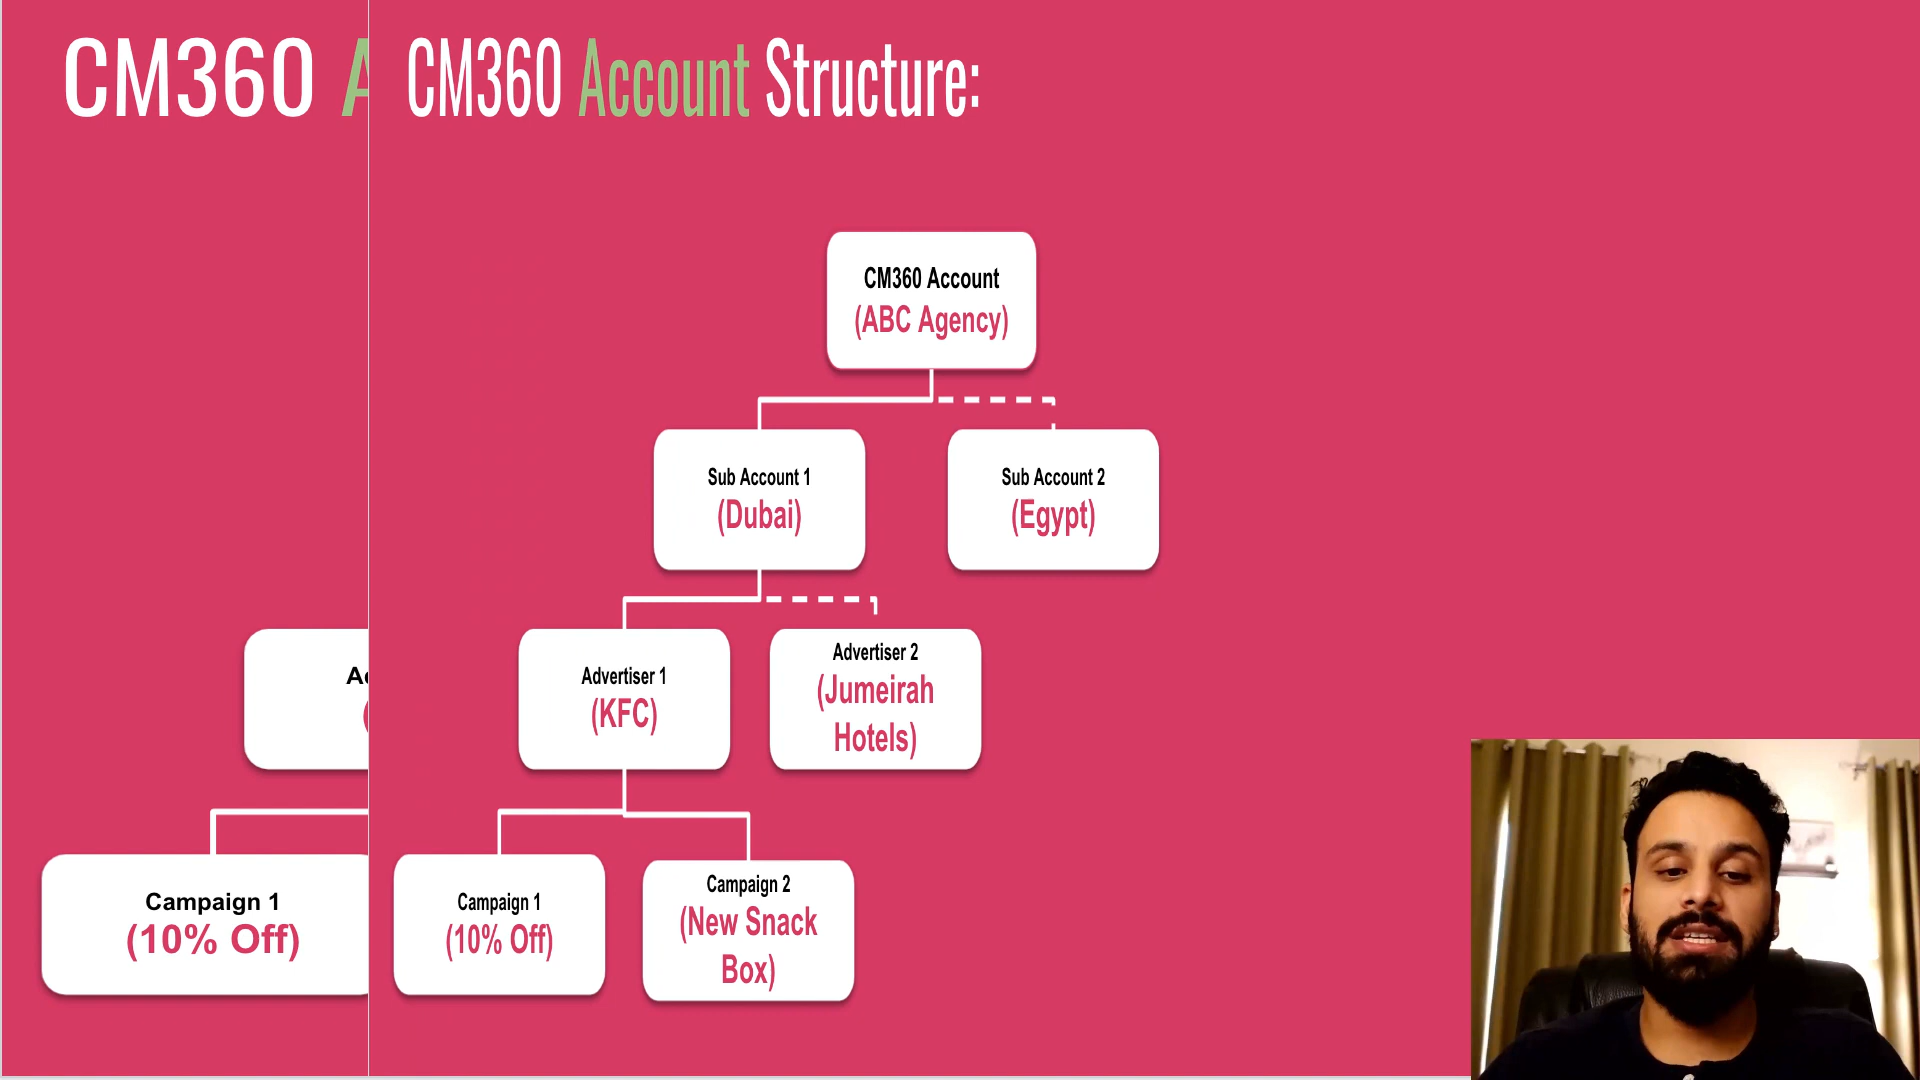 CM360 A
CM360 Account Structure:
CM360 Account
(ABC Agency)
Sub Account 1
(Dubai)
Sub Account 2
(Egypt)
Advertiser 1
(KFC)
Advertiser 2
(Jumeirah
Hotels)
Campaign 1
(10% Off)
Campaign 1
(10% Off)
Campaign 2
(New Snack
Box)